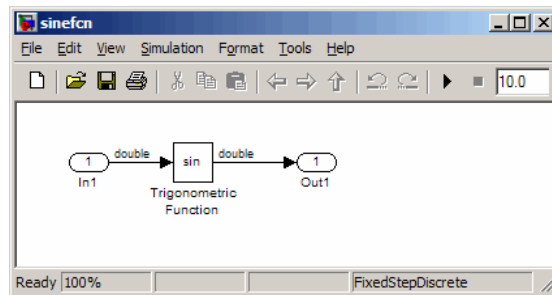 sinefcn
File Edit View Simulation Format Tools Help
10.0
double double
1 sin 1
In1 Trigonometric Function Out1
Ready 100% FixedStepDiscrete